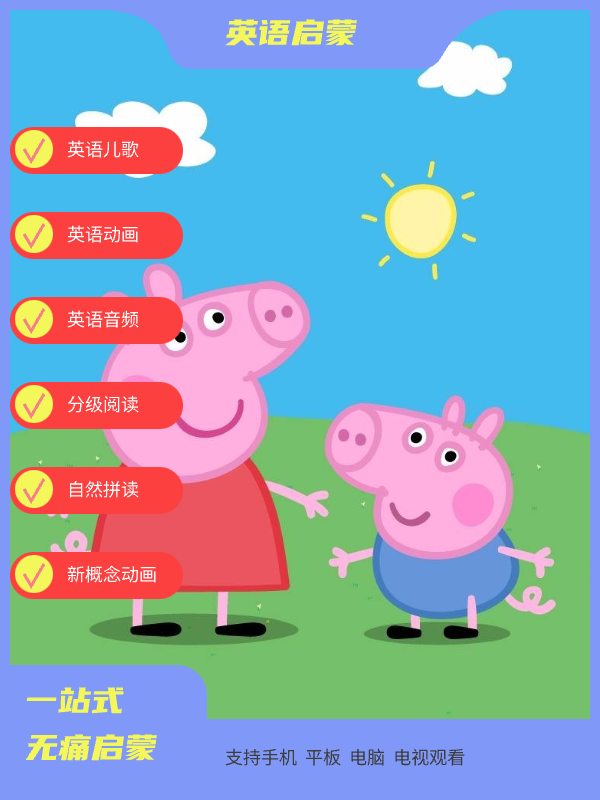 英语启蒙
英语儿歌
英语动画
英语音频
分级阅读
自然拼读
新概念动画
一站式
无痛启蒙
支持手机 平板 电脑 电视观看